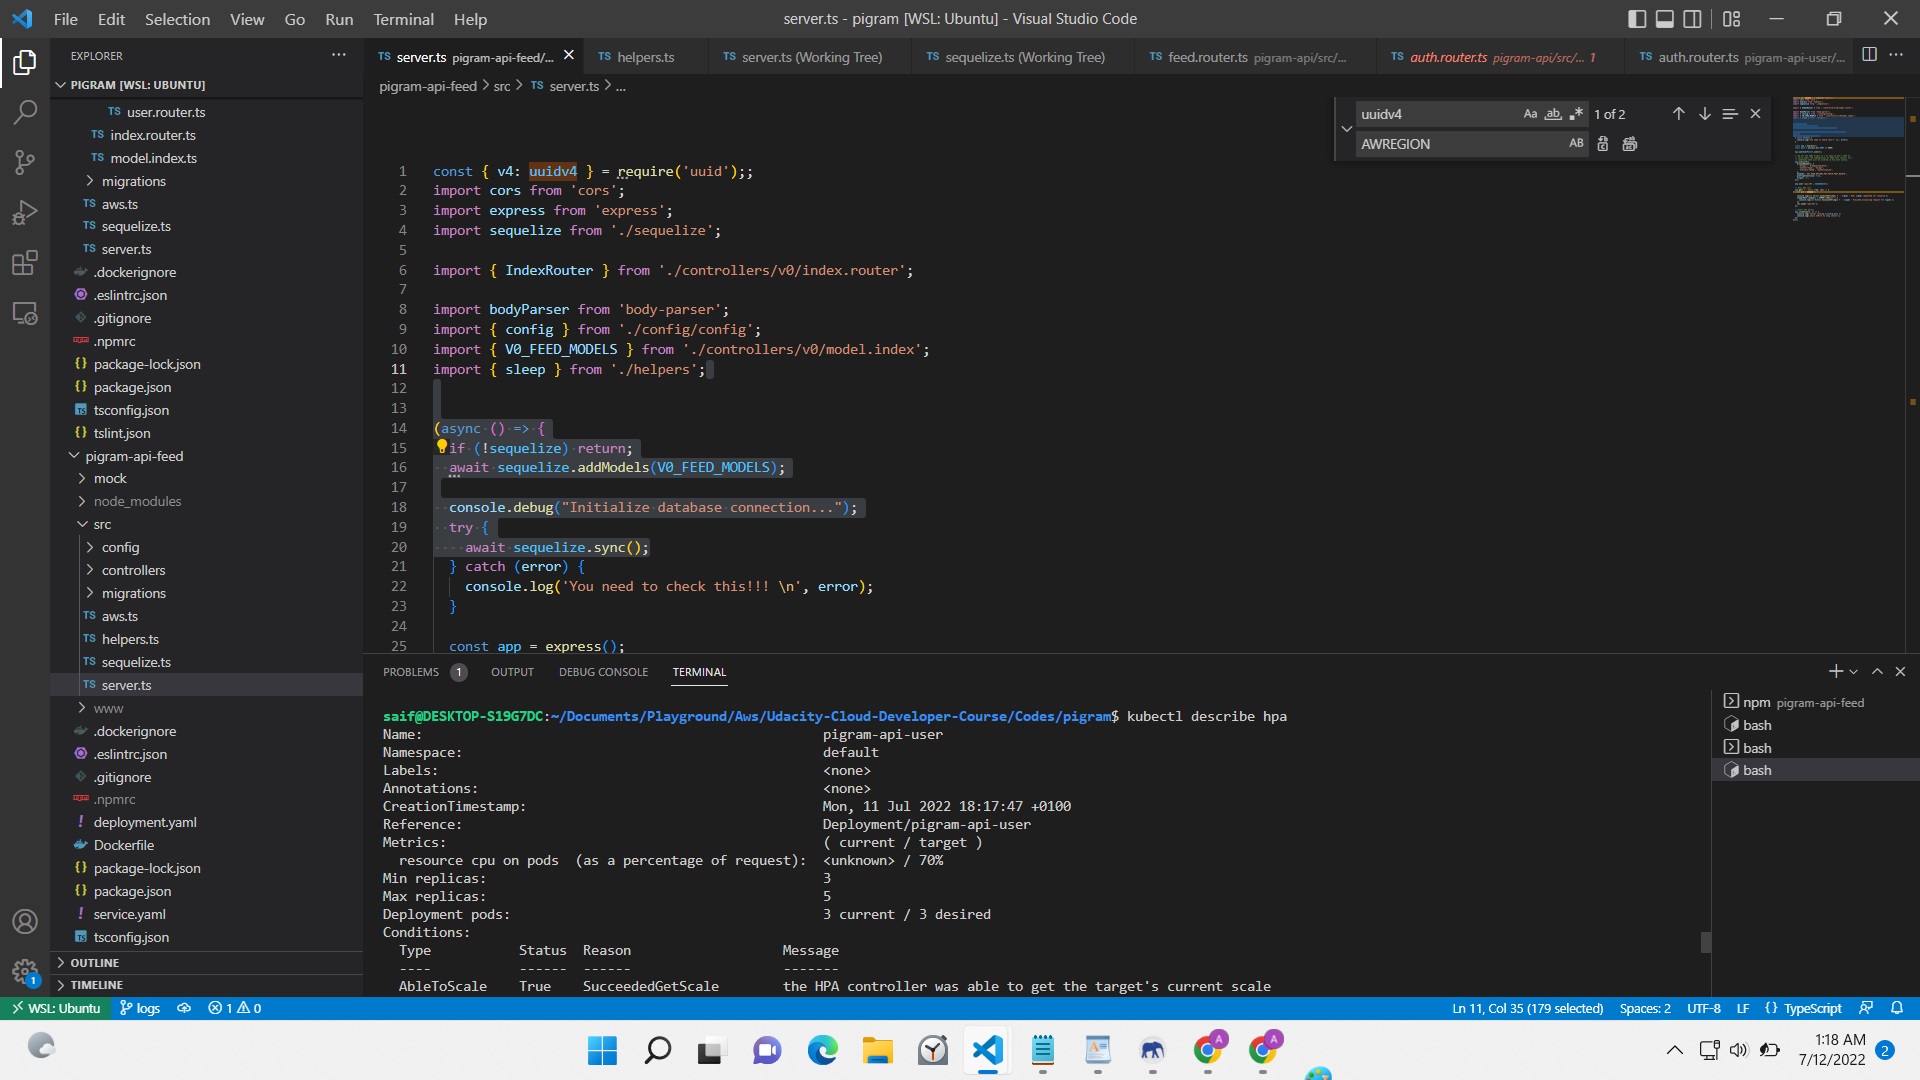 File Edit Selection View Go Run Terminal Help
server.ts - pigram [WSL: Ubuntu] - Visual Studio Code
EXPLORER
PIGRAM [WSL: UBUNTU]
TS user.router.ts
TS index.router.ts
TS model.index.ts
migrations
TS aws.ts
TS sequelize.ts
TS server.ts
.dockerignore
.eslintrc.json
.gitignore
.npmrc
{} package-lock.json
{} package.json
tsconfig.json
{} tslint.json
pigram-api-feed
mock
node_modules
src
config
controllers
migrations
TS aws.ts
TS helpers.ts
TS sequelize.ts
TS server.ts
www
.dockerignore
.eslintrc.json
.gitignore
.npmrc
! deployment.yaml
Dockerfile
{} package-lock.json
{} package.json
! service.yaml
tsconfig.json
OUTLINE
TIMELINE
TS server.ts pigram-api-feed/...
TS helpers.ts
TS server.ts (Working Tree)
TS sequelize.ts (Working Tree)
TS feed.router.ts pigram-api/src/...
TS auth.router.ts pigram-api/src/... 1
TS auth.router.ts pigram-api-user/...
pigram-api-feed > src > TS server.ts > ...
uuidv4 Aa ab .* 1 of 2
AWREGION AB
1 const { v4: uuidv4 } = require('uuid');;
2 import cors from 'cors';
3 import express from 'express';
4 import sequelize from './sequelize';
5
6 import { IndexRouter } from './controllers/v0/index.router';
7
8 import bodyParser from 'body-parser';
9 import { config } from './config/config';
10 import { V0_FEED_MODELS } from './controllers/v0/model.index';
11 import { sleep } from './helpers';
12
13
14 (async () => {
15 if (!sequelize) return;
16 await sequelize.addModels(V0_FEED_MODELS);
17
18 console.debug("Initialize database connection...");
19 try {
20 await sequelize.sync();
21 } catch (error) {
22 console.log('You need to check this!!! \n', error);
23 }
24
25 const app = express();
PROBLEMS 1 OUTPUT DEBUG CONSOLE TERMINAL
saif@DESKTOP-S19G7DC:~/Documents/Playground/Aws/Udacity-Cloud-Developer-Course/Codes/pigram$ kubectl describe hpa
Name: pigram-api-user
Namespace: default
Labels: <none>
Annotations: <none>
CreationTimestamp: Mon, 11 Jul 2022 18:17:47 +0100
Reference: Deployment/pigram-api-user
Metrics: ( current / target )
resource cpu on pods (as a percentage of request): <unknown> / 70%
Min replicas: 3
Max replicas: 5
Deployment pods: 3 current / 3 desired
Conditions:
Type Status Reason Message
---- ------ ------ -------
AbleToScale True SucceededGetScale the HPA controller was able to get the target's current scale
npm pigram-api-feed
bash
bash
bash
1
WSL: Ubuntu logs 1 0
Ln 11, Col 35 (179 selected) Spaces: 2 UTF-8 LF {} TypeScript
A
A
1:18 AM
7/12/2022
2